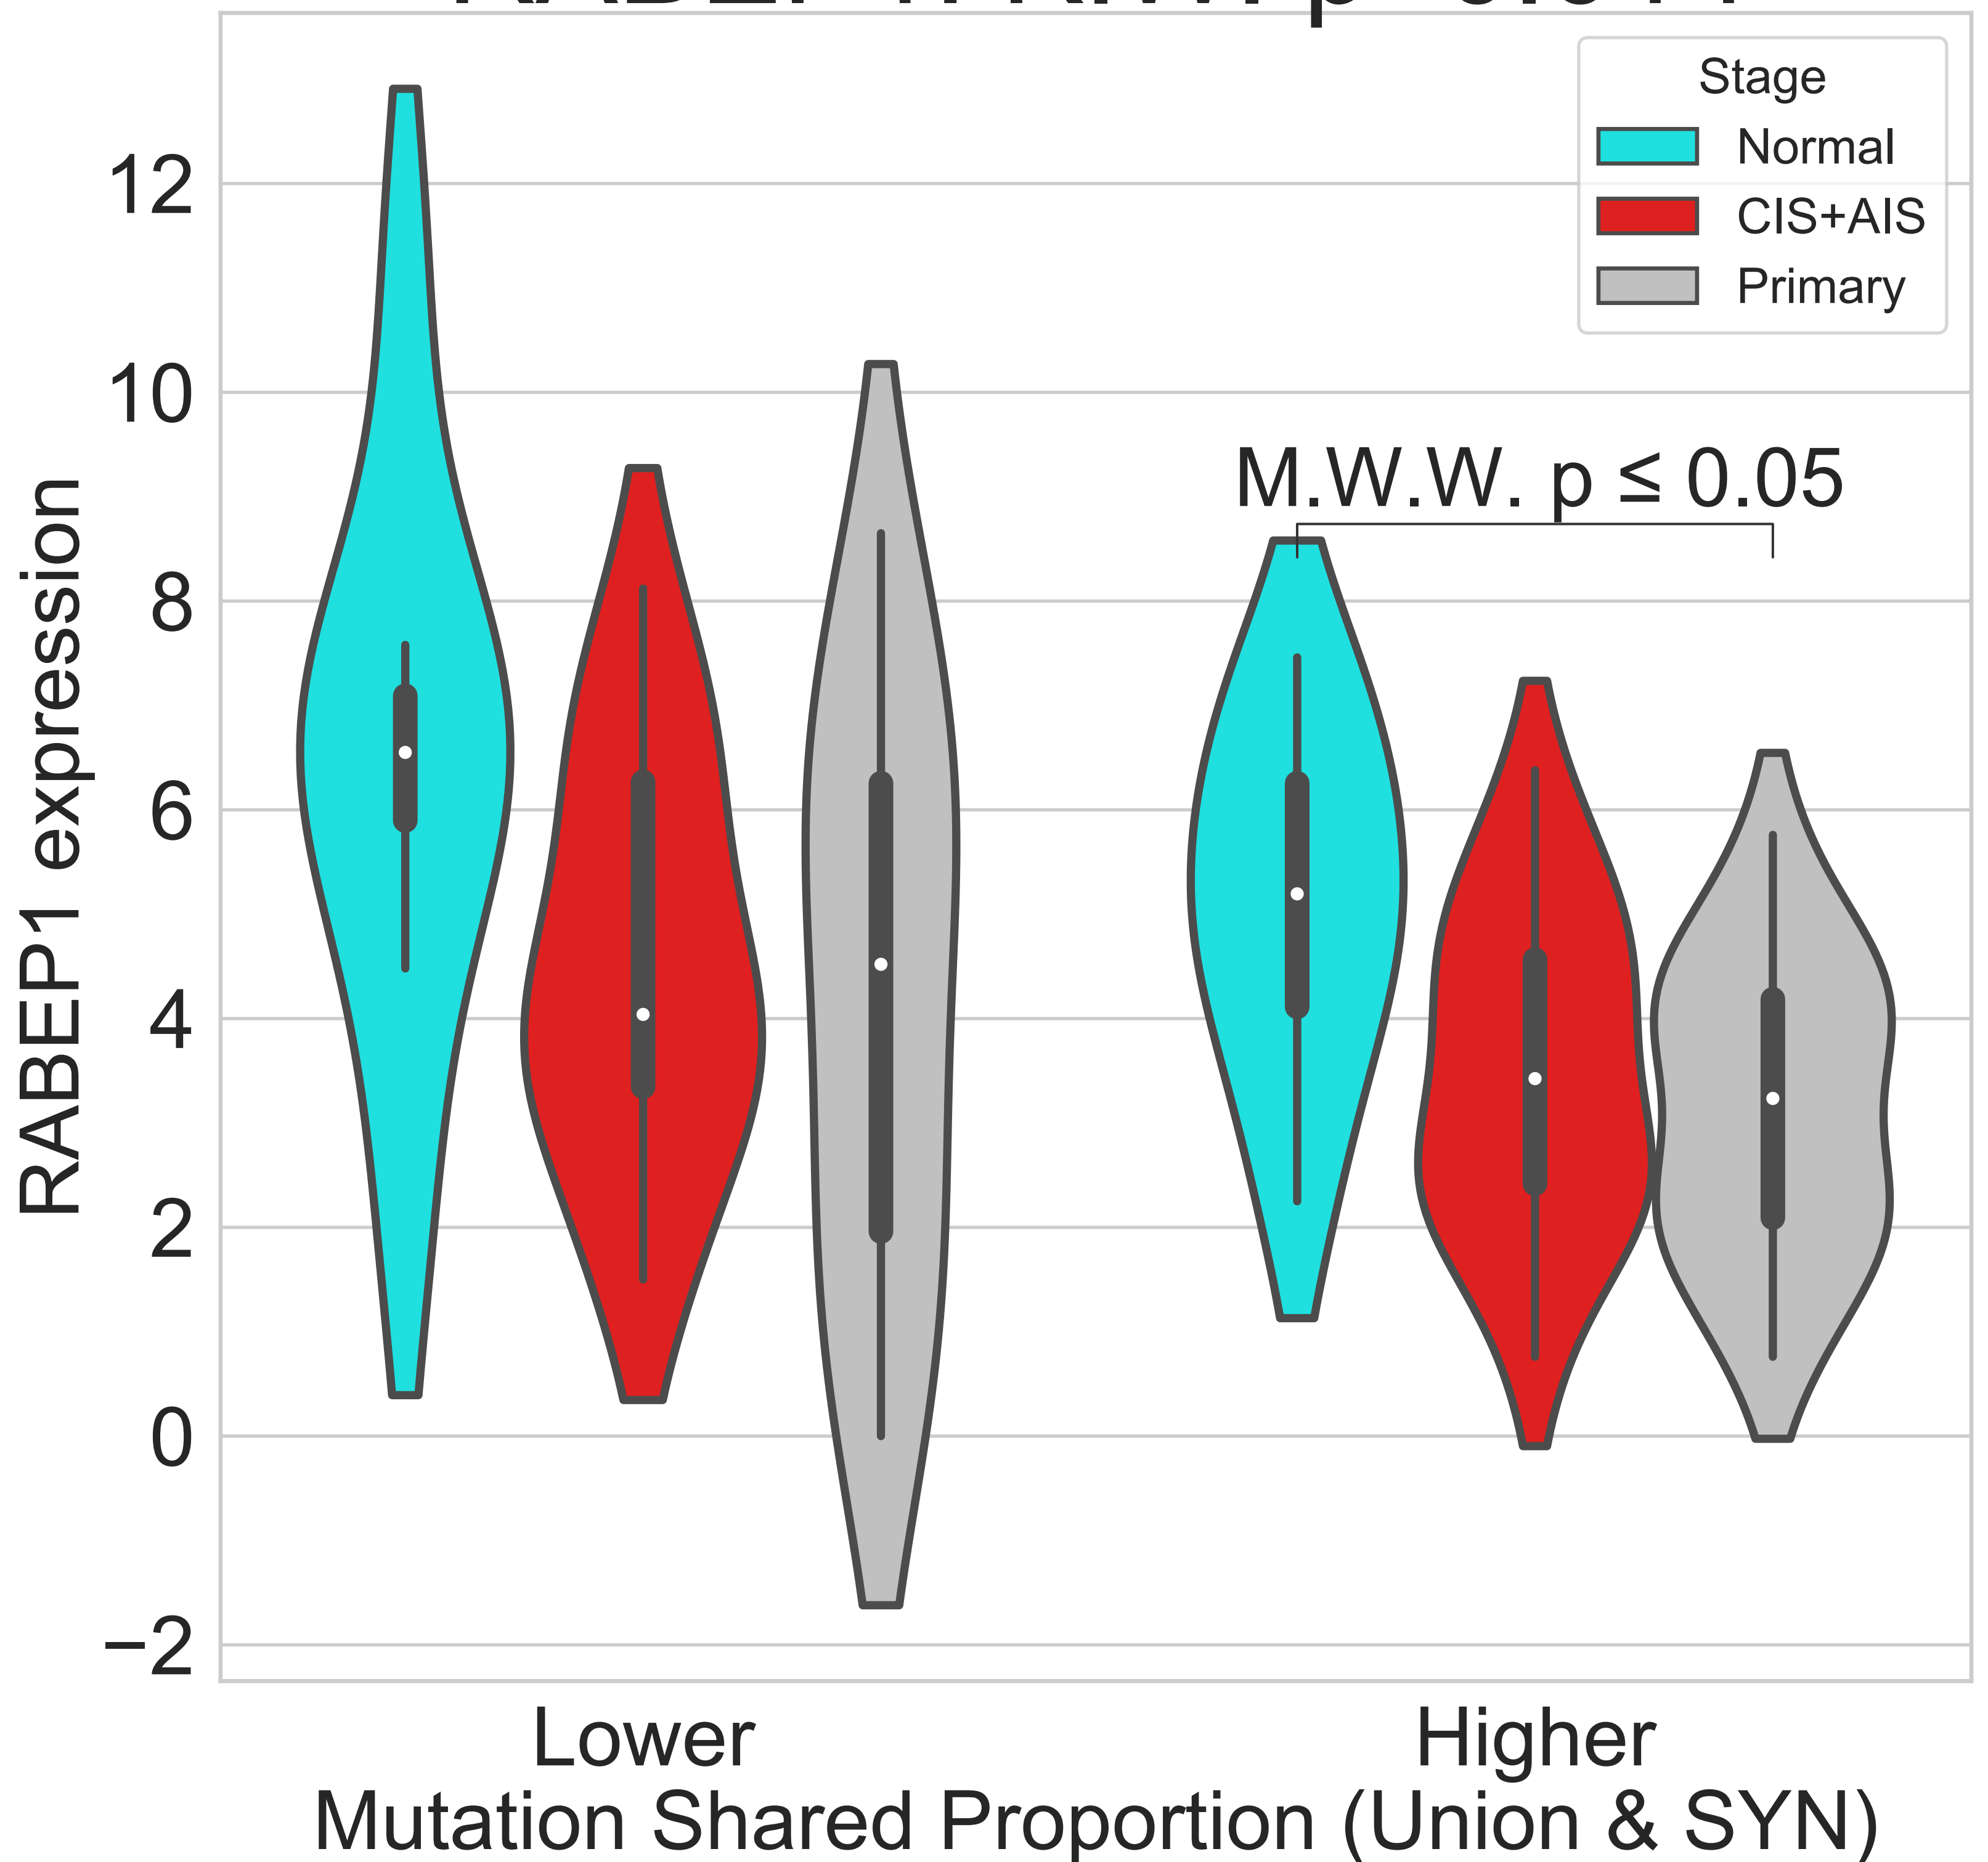 Stage
Normal
CIS+AIS
Primary
12
10
8
6
4
2
0
−2
RABEP1 expression
M.W.W. p ≤ 0.05
Lower
Higher
Mutation Shared Proportion (Union & SYN)